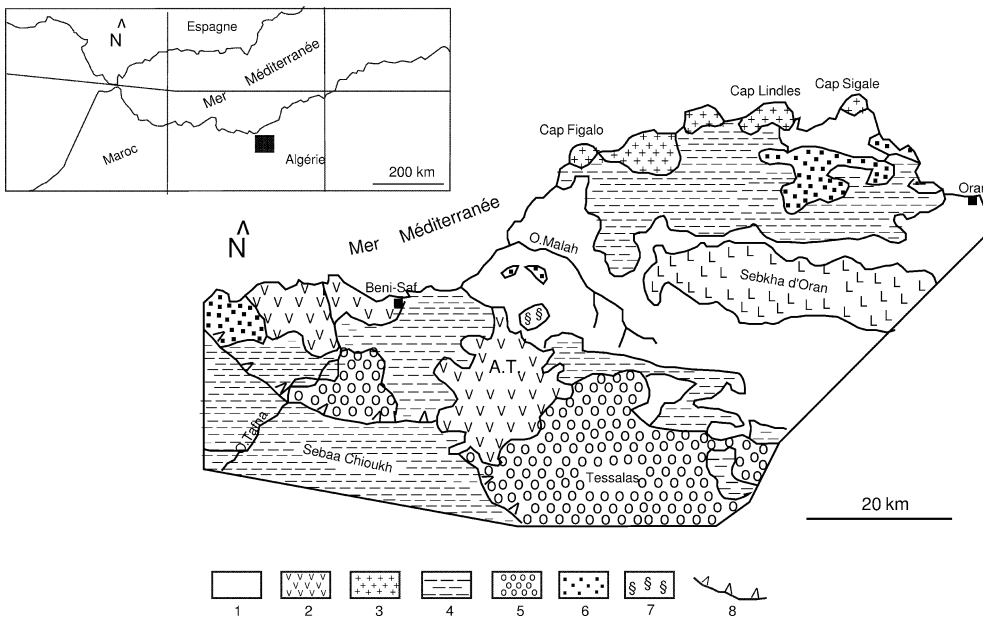 N
Espagne
Mer Méditerranée
Maroc
Algérie
200 km
Cap Lindles
Cap Sigale
Cap Figalo
Oran
N
Mer Méditerranée
O.Malah
Sebkha d'Oran
L L L L L L L L L L L L L L L L L L L L L
Beni-Saf
§ §
A.T.
O.Tafna
Sebaa Chioukh
Tessalas
20 km
§ § §
1 2 3 4 5 6 7 8